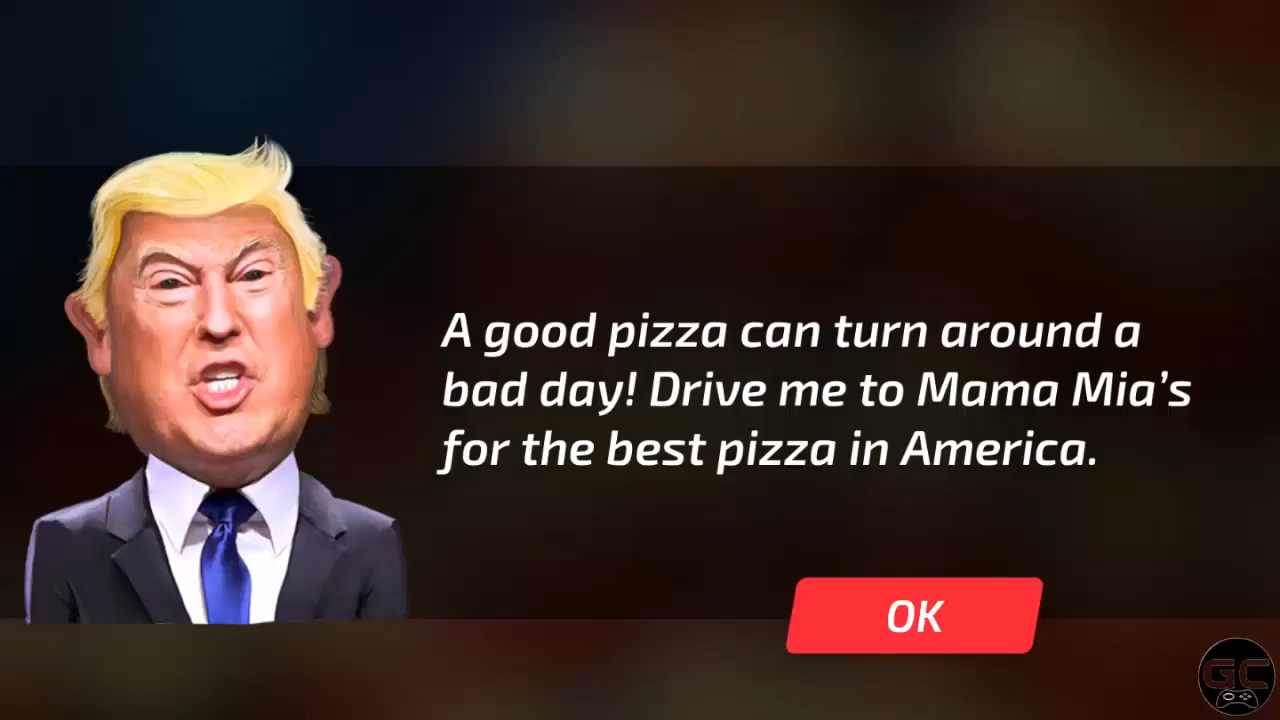 A good pizza can turn around a
bad day! Drive me to Mama Mia’s
for the best pizza in America.
OK
GC